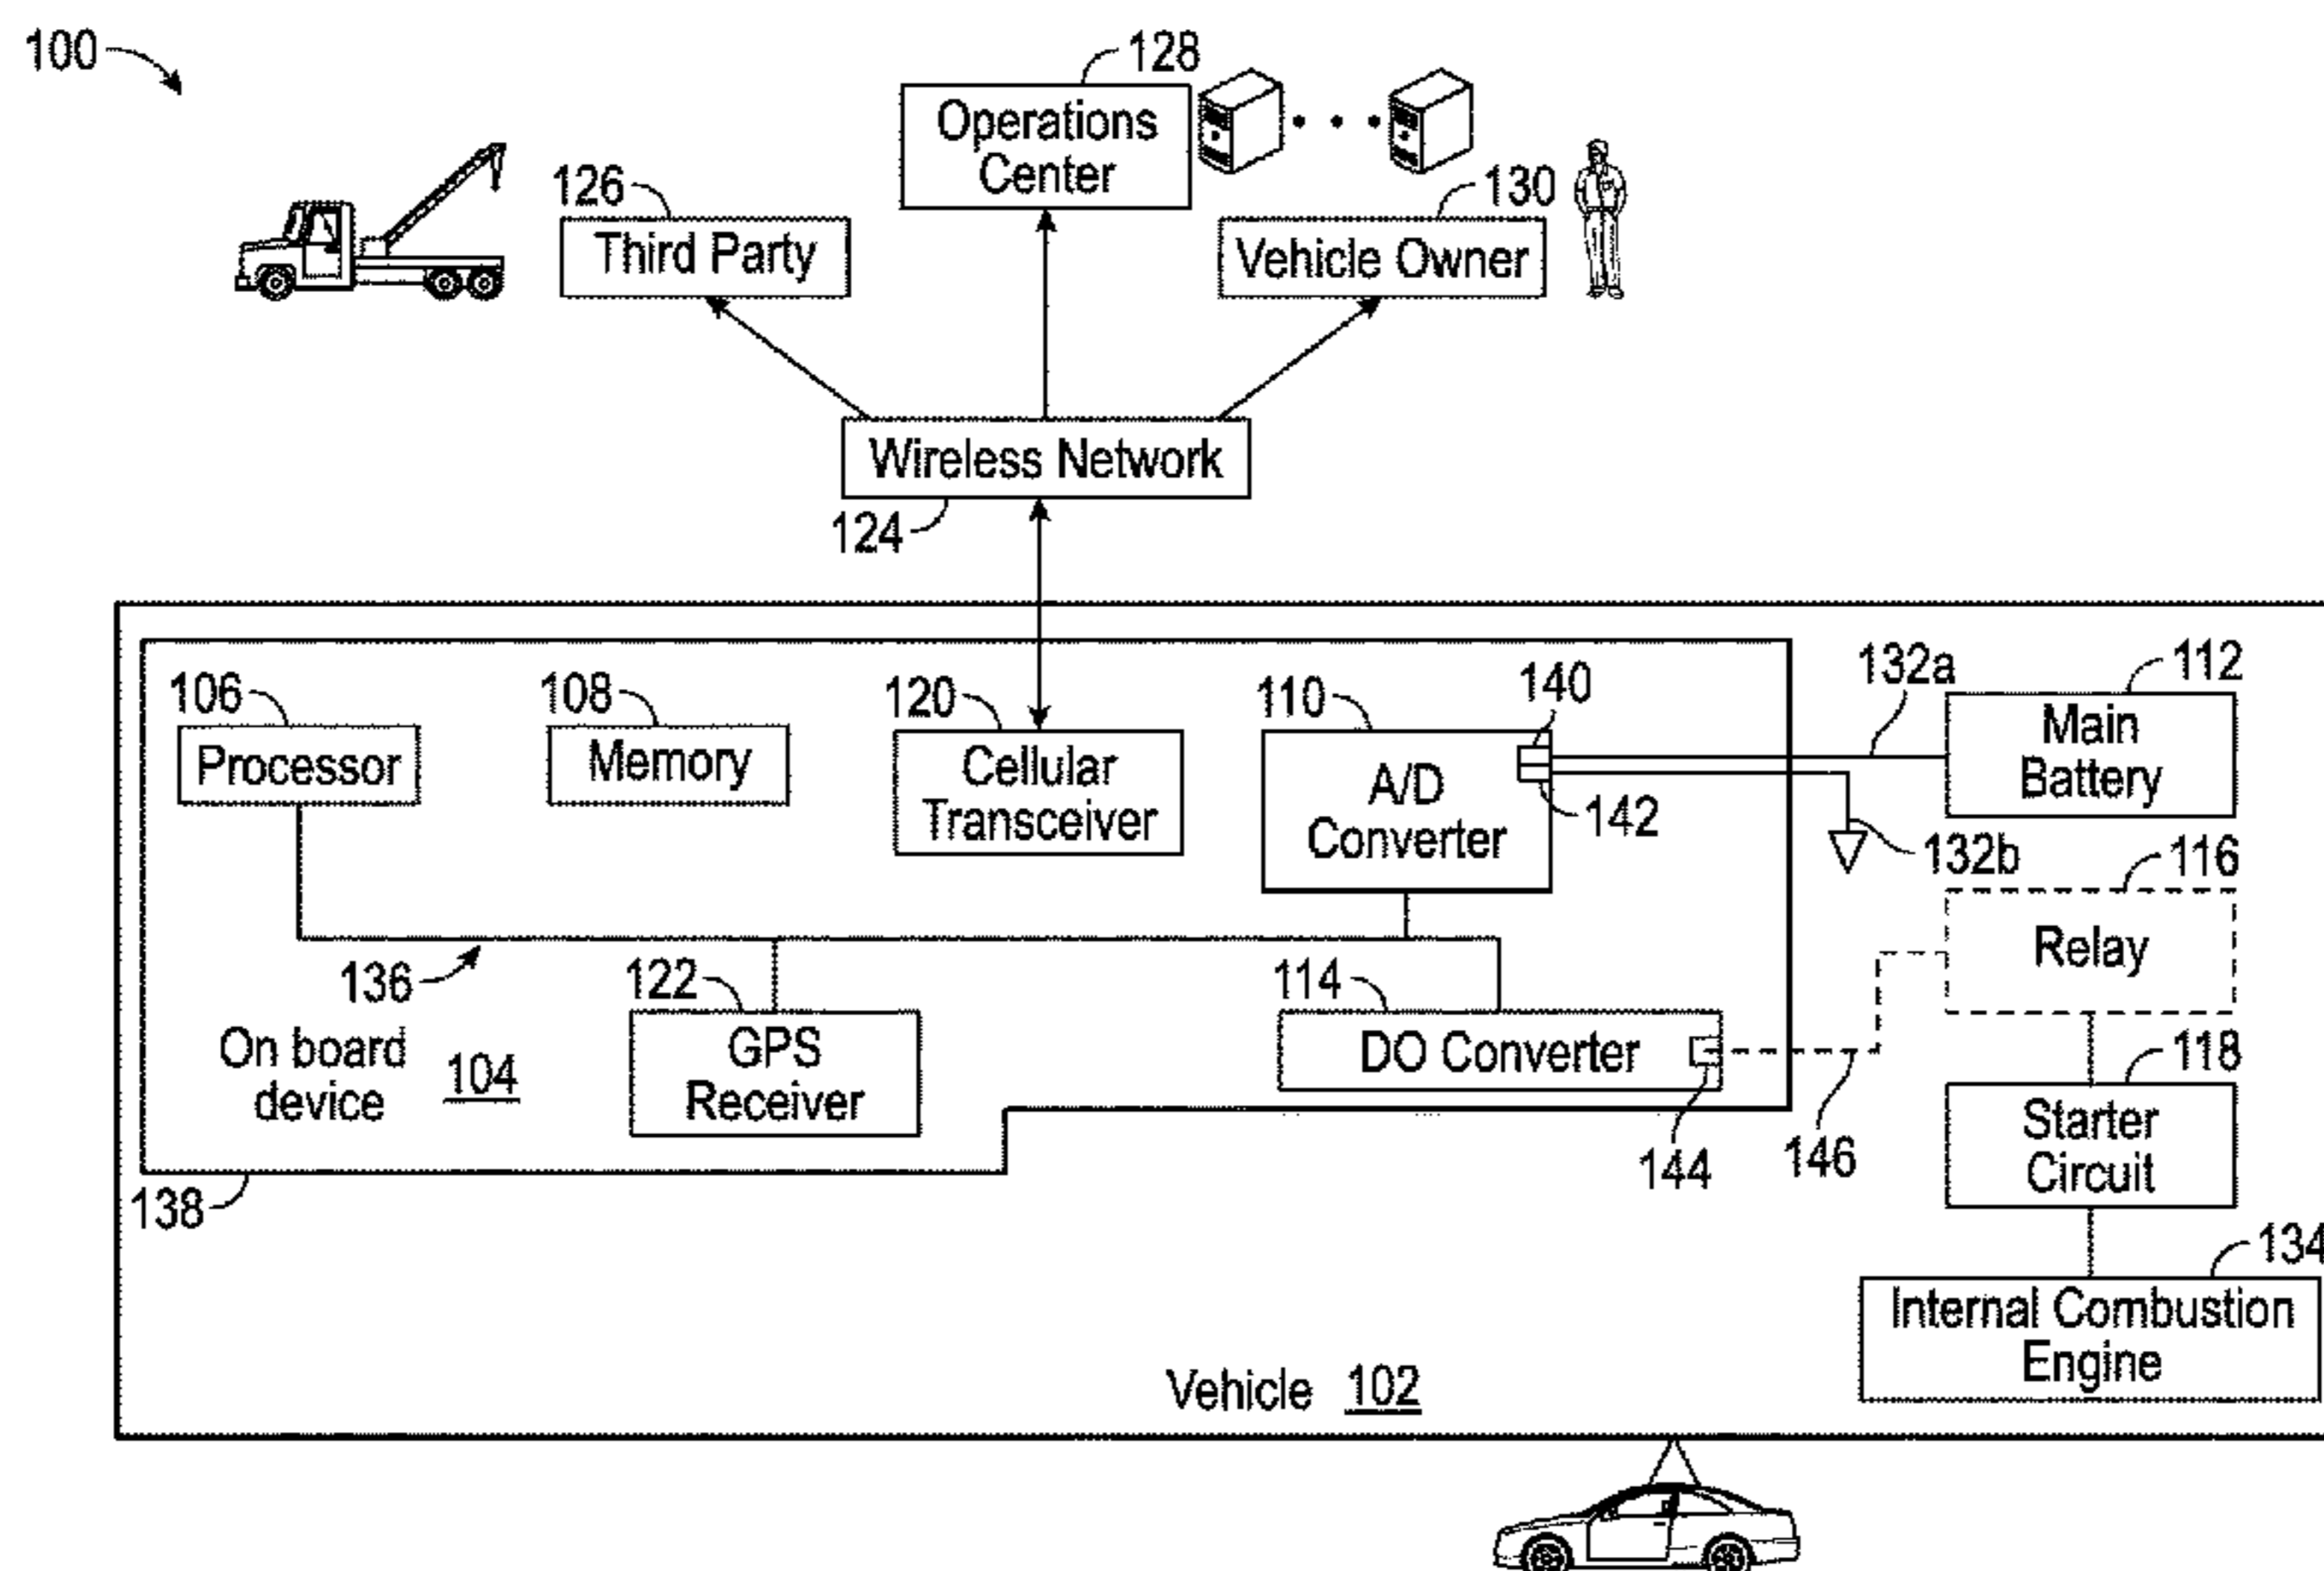 100
128
Operations
Center
126
Third Party
130
Vehicle Owner
Wireless Network
124
106
Processor
108
Memory
120
Cellular
Transceiver
110
A/D
Converter
140
142
132a
132b
112
Main
Battery
116
Relay
136
122
GPS
Receiver
114
DO Converter
144
146
118
Starter
Circuit
On board
device
104
138
134
Internal Combustion
Engine
Vehicle 102